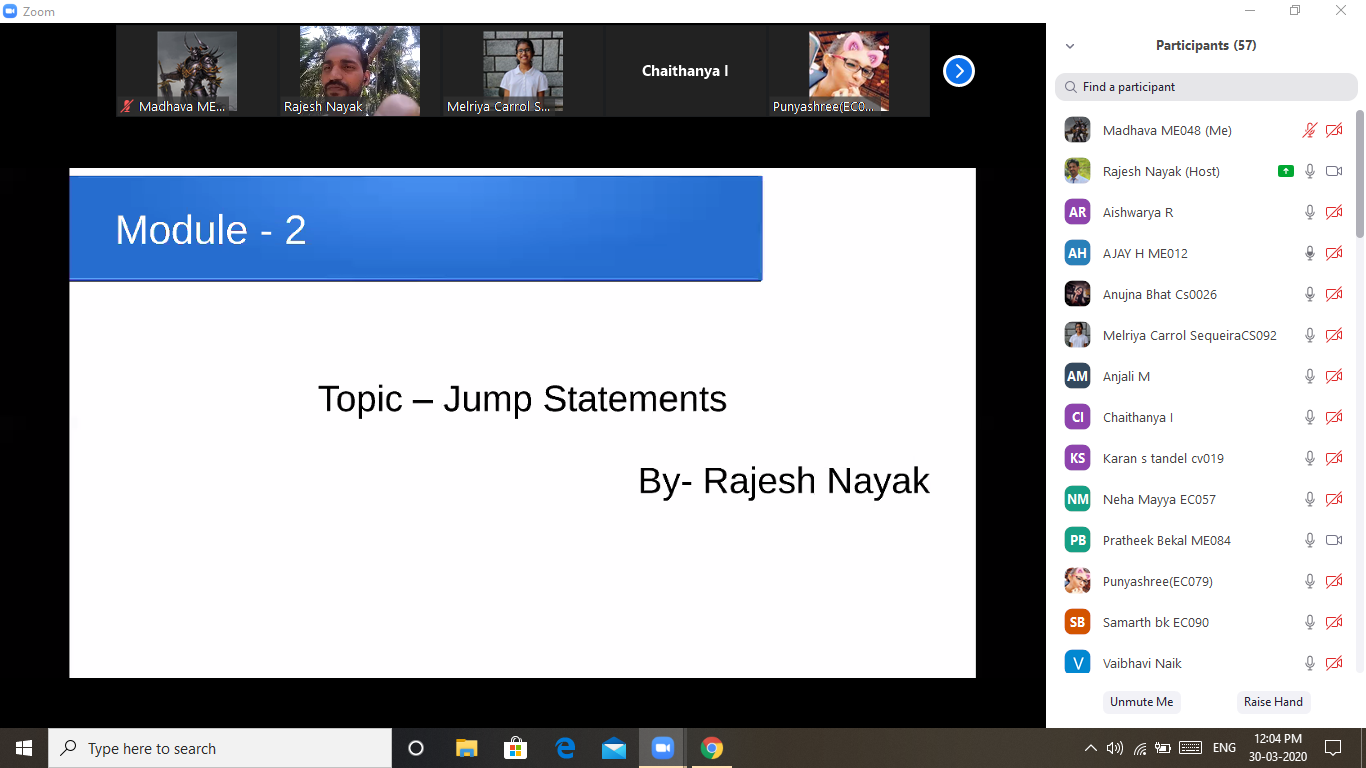 Zoom
Madhava ME...
Rajesh Nayak
Melriya Carrol S...
Chaithanya I
Punyashree(EC0...
Module - 2
Topic – Jump Statements
By- Rajesh Nayak
Participants (57)
Find a participant
Madhava ME048 (Me)
Rajesh Nayak (Host)
AR Aishwarya R
AH AJAY H ME012
Anujna Bhat Cs0026
Melriya Carrol SequeiraCS092
AM Anjali M
CI Chaithanya I
KS Karan s tandel cv019
NM Neha Mayya EC057
PB Pratheek Bekal ME084
Punyashree(EC079)
SB Samarth bk EC090
V Vaibhavi Naik
Unmute Me Raise Hand
Type here to search
ENG
12:04 PM
30-03-2020